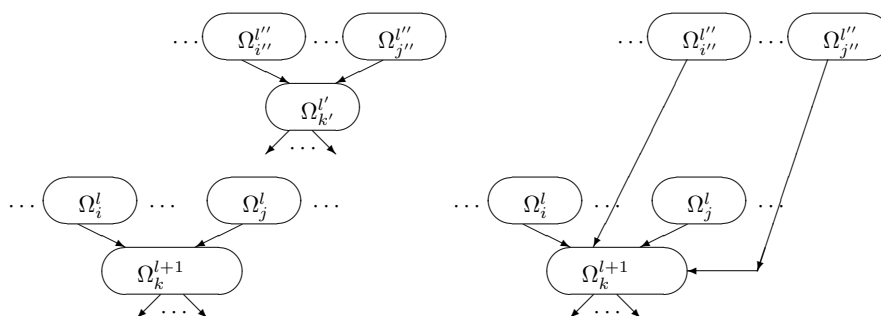 … Ω_{i''}^{l''} … Ω_{j''}^{l''} … Ω_{i''}^{l''} … Ω_{j''}^{l''}
Ω_{k'}^{l'}
…
… Ω_i^l … Ω_j^l … … Ω_i^l … Ω_j^l …
Ω_k^{l+1} Ω_k^{l+1}
… …